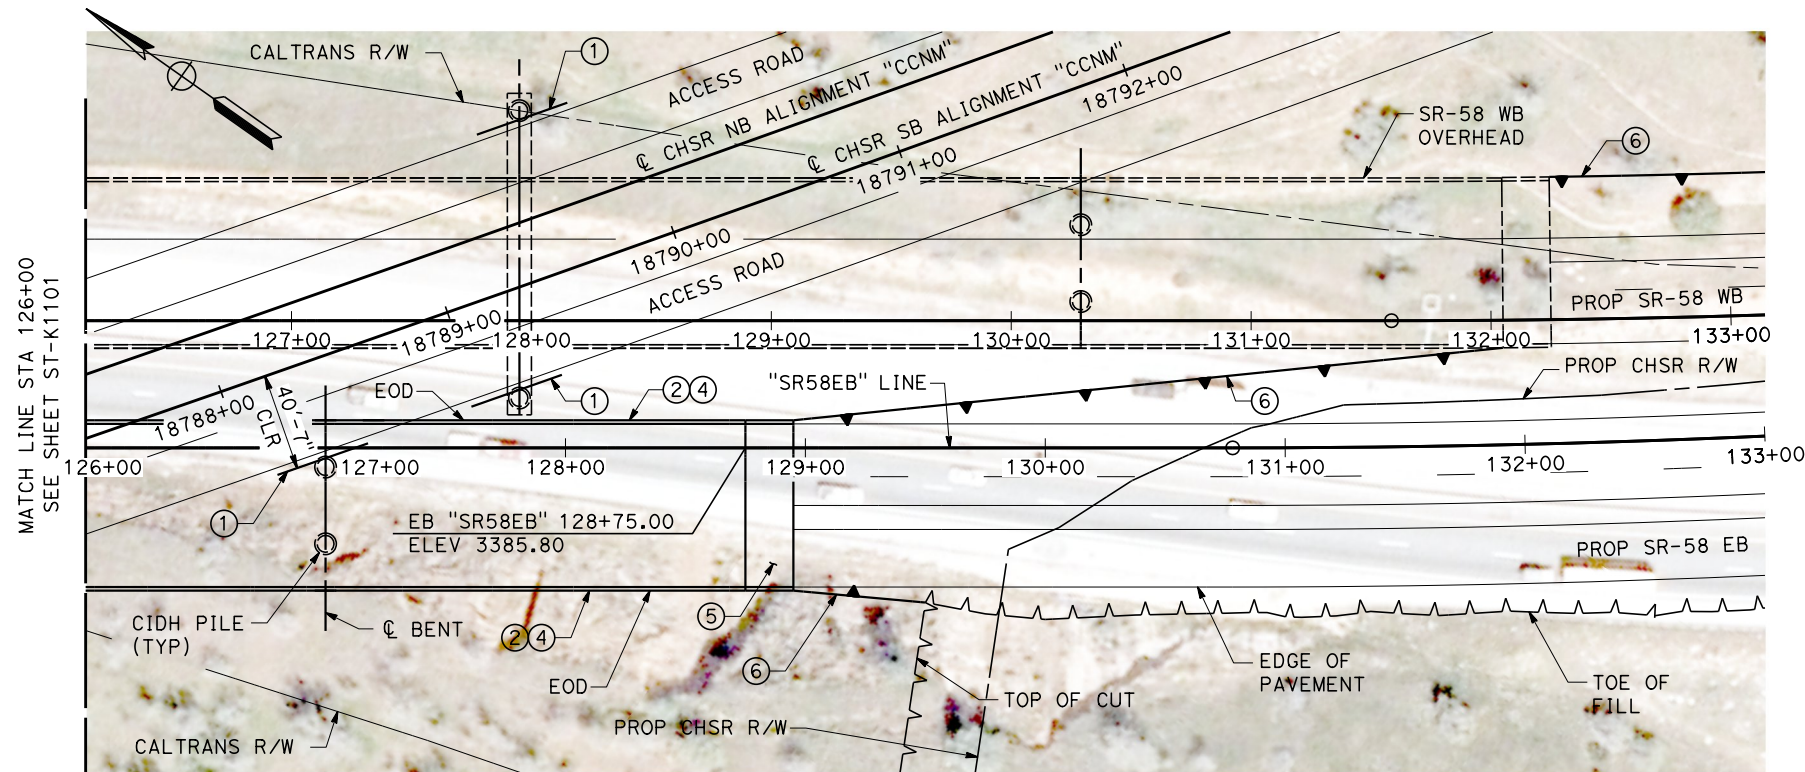 CALTRANS R/W
1
ACCESS ROAD
℄ CHSR NB ALIGNMENT "CCNM"
℄ CHSR SB ALIGNMENT "CCNM"
18792+00
SR-58 WB
OVERHEAD
6
18791+00
18790+00
ACCESS ROAD
18789+00
18788+00
MATCH LINE STA 126+00
SEE SHEET ST-K1101
PROP SR-58 WB
127+00
128+00
129+00
130+00
131+00
132+00
133+00
PROP CHSR R/W
EOD
1
2 4
"SR58EB" LINE
6
40'-7"
CLR
126+00
127+00
128+00
129+00
130+00
131+00
132+00
133+00
1
EB "SR58EB" 128+75.00
ELEV 3385.80
PROP SR-58 EB
CIDH PILE
(TYP)
℄ BENT
2 4
5
6
EOD
EDGE OF
PAVEMENT
TOE OF
FILL
TOP OF CUT
PROP CHSR R/W
CALTRANS R/W